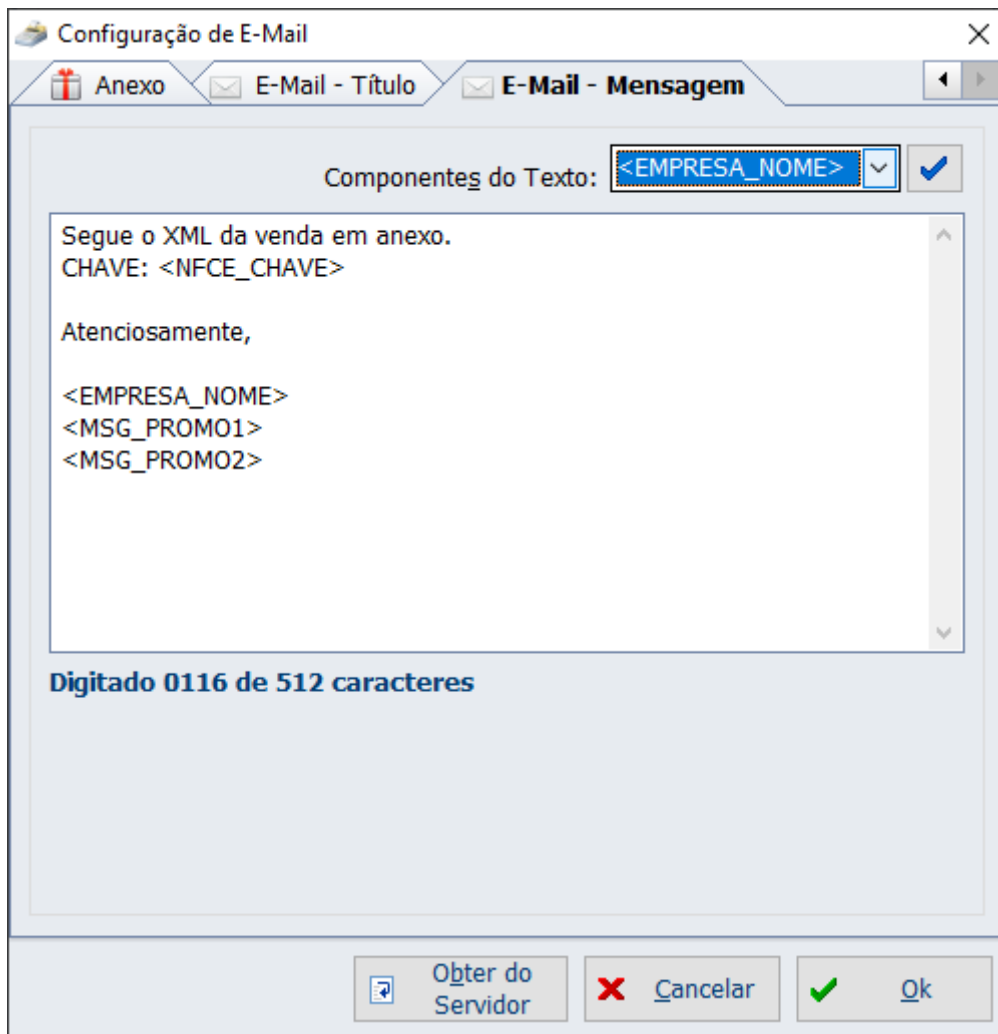 Configuração de E-Mail
Anexo
E-Mail - Título
E-Mail - Mensagem
Componentes do Texto: <EMPRESA_NOME>
Segue o XML da venda em anexo.
CHAVE: <NFCE_CHAVE>
Atenciosamente,
<EMPRESA_NOME>
<MSG_PROMO1>
<MSG_PROMO2>
Digitado 0116 de 512 caracteres
Obter do
Servidor
Cancelar
Ok